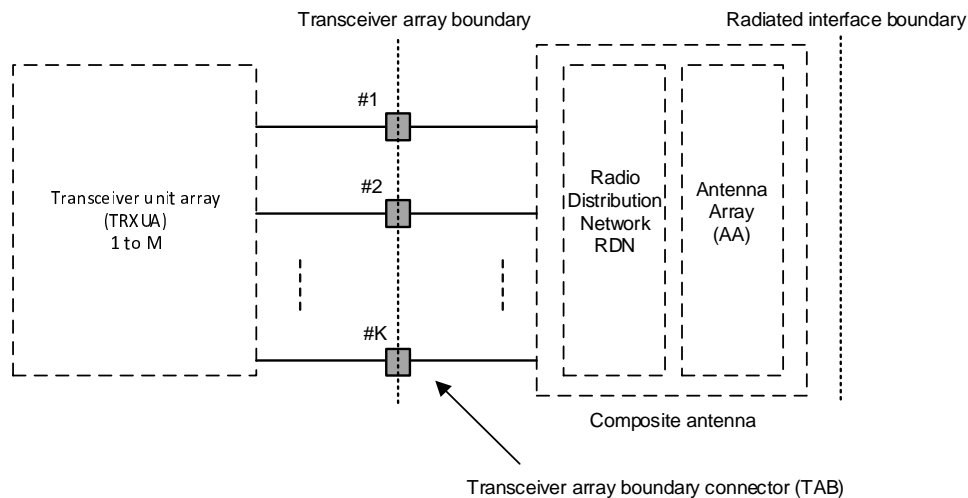 Transceiver array boundary
Radiated interface boundary
#1
#2
#K
Transceiver unit array
(TRXUA)
1 to M
Radio
Distribution
Network
RDN
Antenna
Array
(AA)
Composite antenna
Transceiver array boundary connector (TAB)